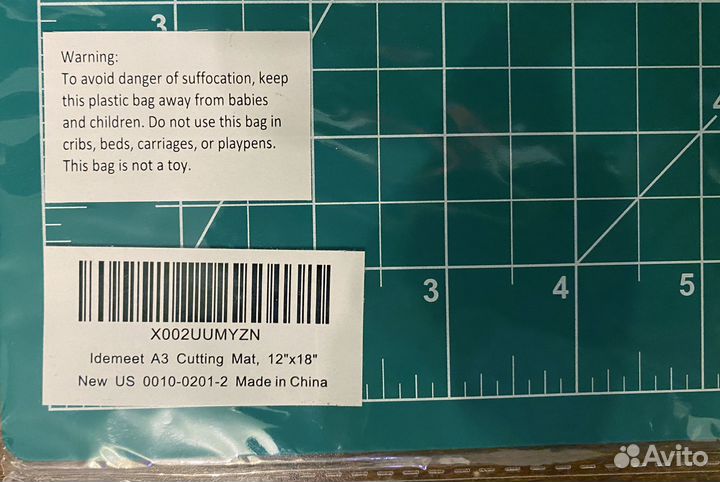 3
Warning:
To avoid danger of suffocation, keep
this plastic bag away from babies
and children. Do not use this bag in
cribs, beds, carriages, or playpens.
This bag is not a toy.
4
X002UUMYZN
Idemeet A3 Cutting Mat, 12"x18"
New US 0010-0201-2 Made in China
3 4 5
Avito